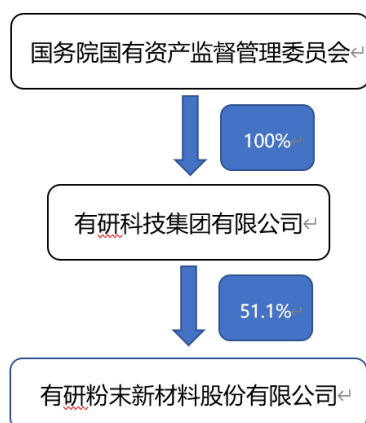 国务院国有资产监督管理委员会
100%
有研科技集团有限公司
51.1%
有研粉末新材料股份有限公司